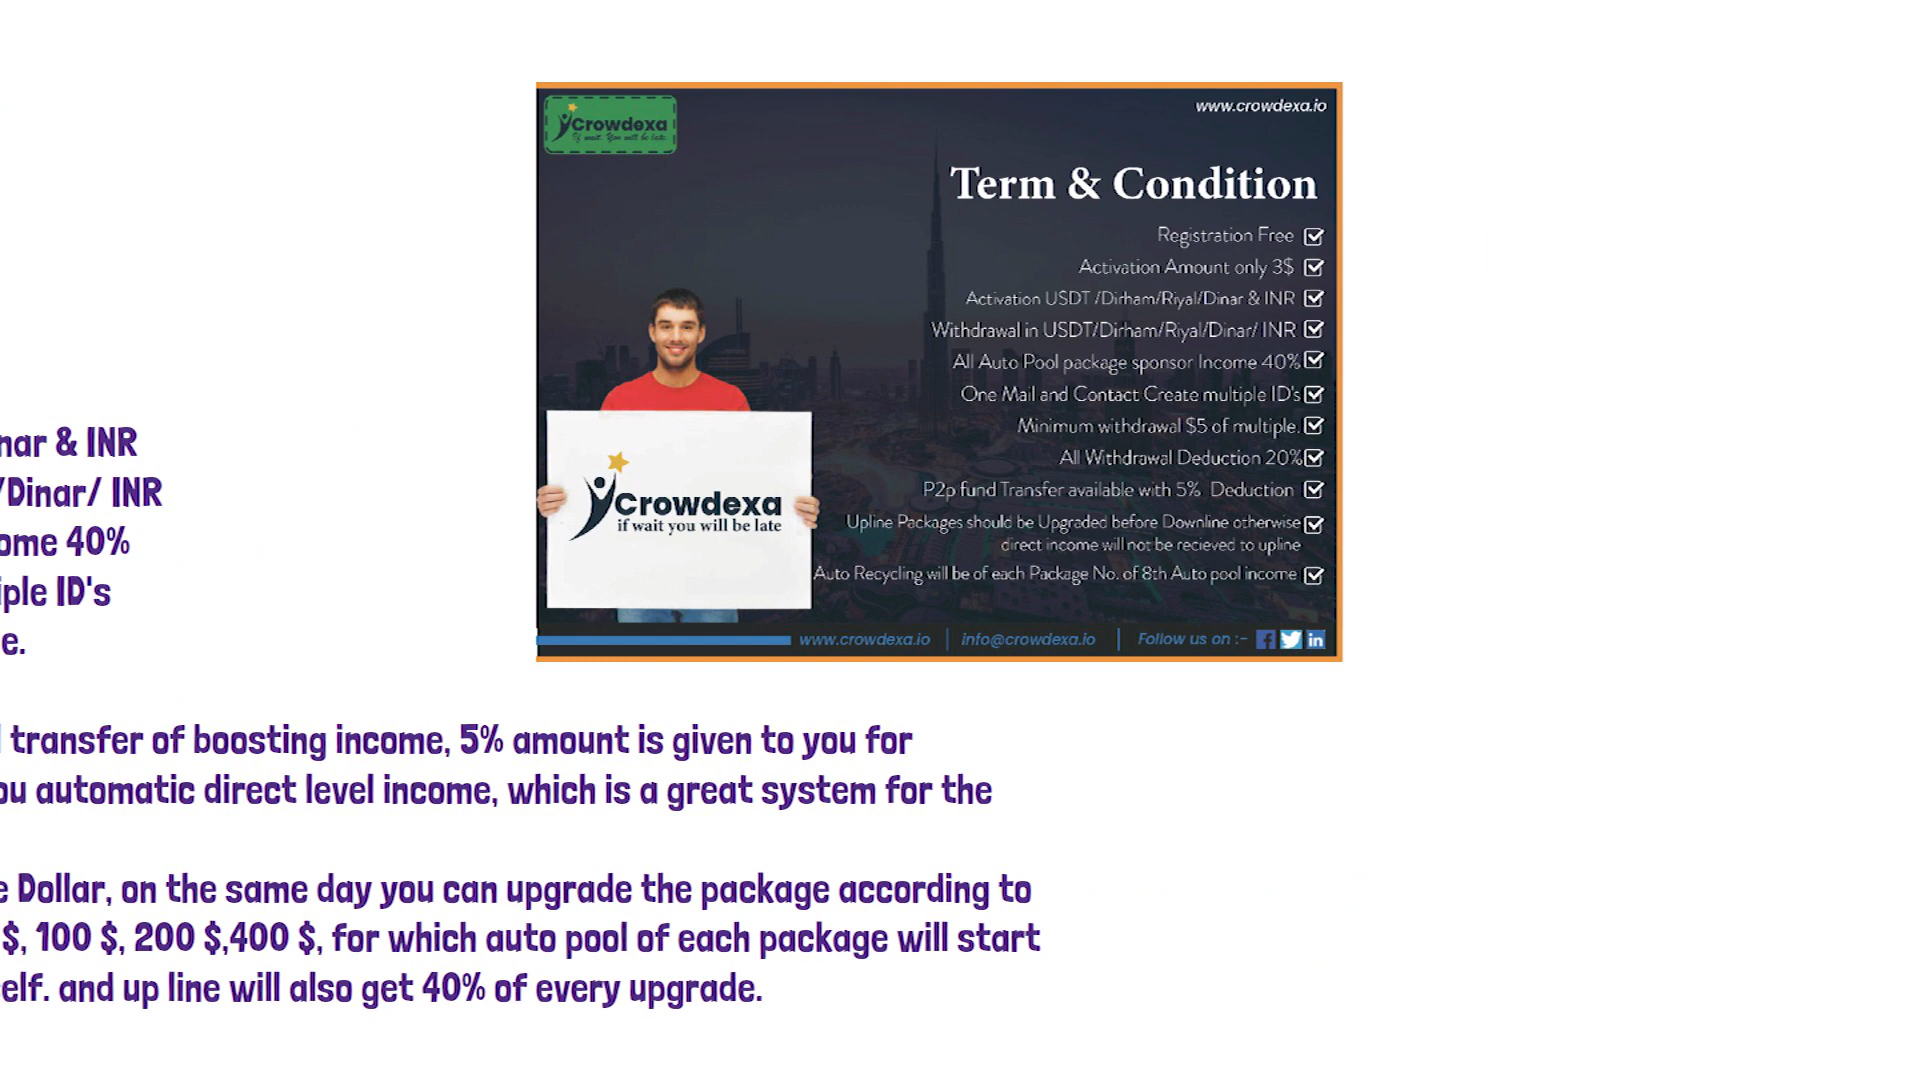 www.crowdexa.io
Crowdexa
If wait. You will be late.
Term & Condition
Registration Free
Activation Amount only 3$
Activation USDT /Dirham/Riyal/Dinar & INR
Withdrawal in USDT/Dirham/Riyal/Dinar/ INR
All Auto Pool package sponsor Income 40%
One Mail and Contact Create multiple ID's
Minimum withdrawal $5 of multiple.
All Withdrawal Deduction 20%
P2p fund Transfer available with 5% Deduction
Upline Packages should be Upgraded before Downline otherwise
direct income will not be recieved to upline
Auto Recycling will be of each Package No. of 8th Auto pool income
Crowdexa
if wait you will be late
www.crowdexa.io | info@crowdexa.io | Follow us on :-
nar & INR
/Dinar/ INR
ome 40%
iple ID's
e.
transfer of boosting income, 5% amount is given to you for
ou automatic direct level income, which is a great system for the
e Dollar, on the same day you can upgrade the package according to
$, 100 $, 200 $,400 $, for which auto pool of each package will start
elf. and up line will also get 40% of every upgrade.